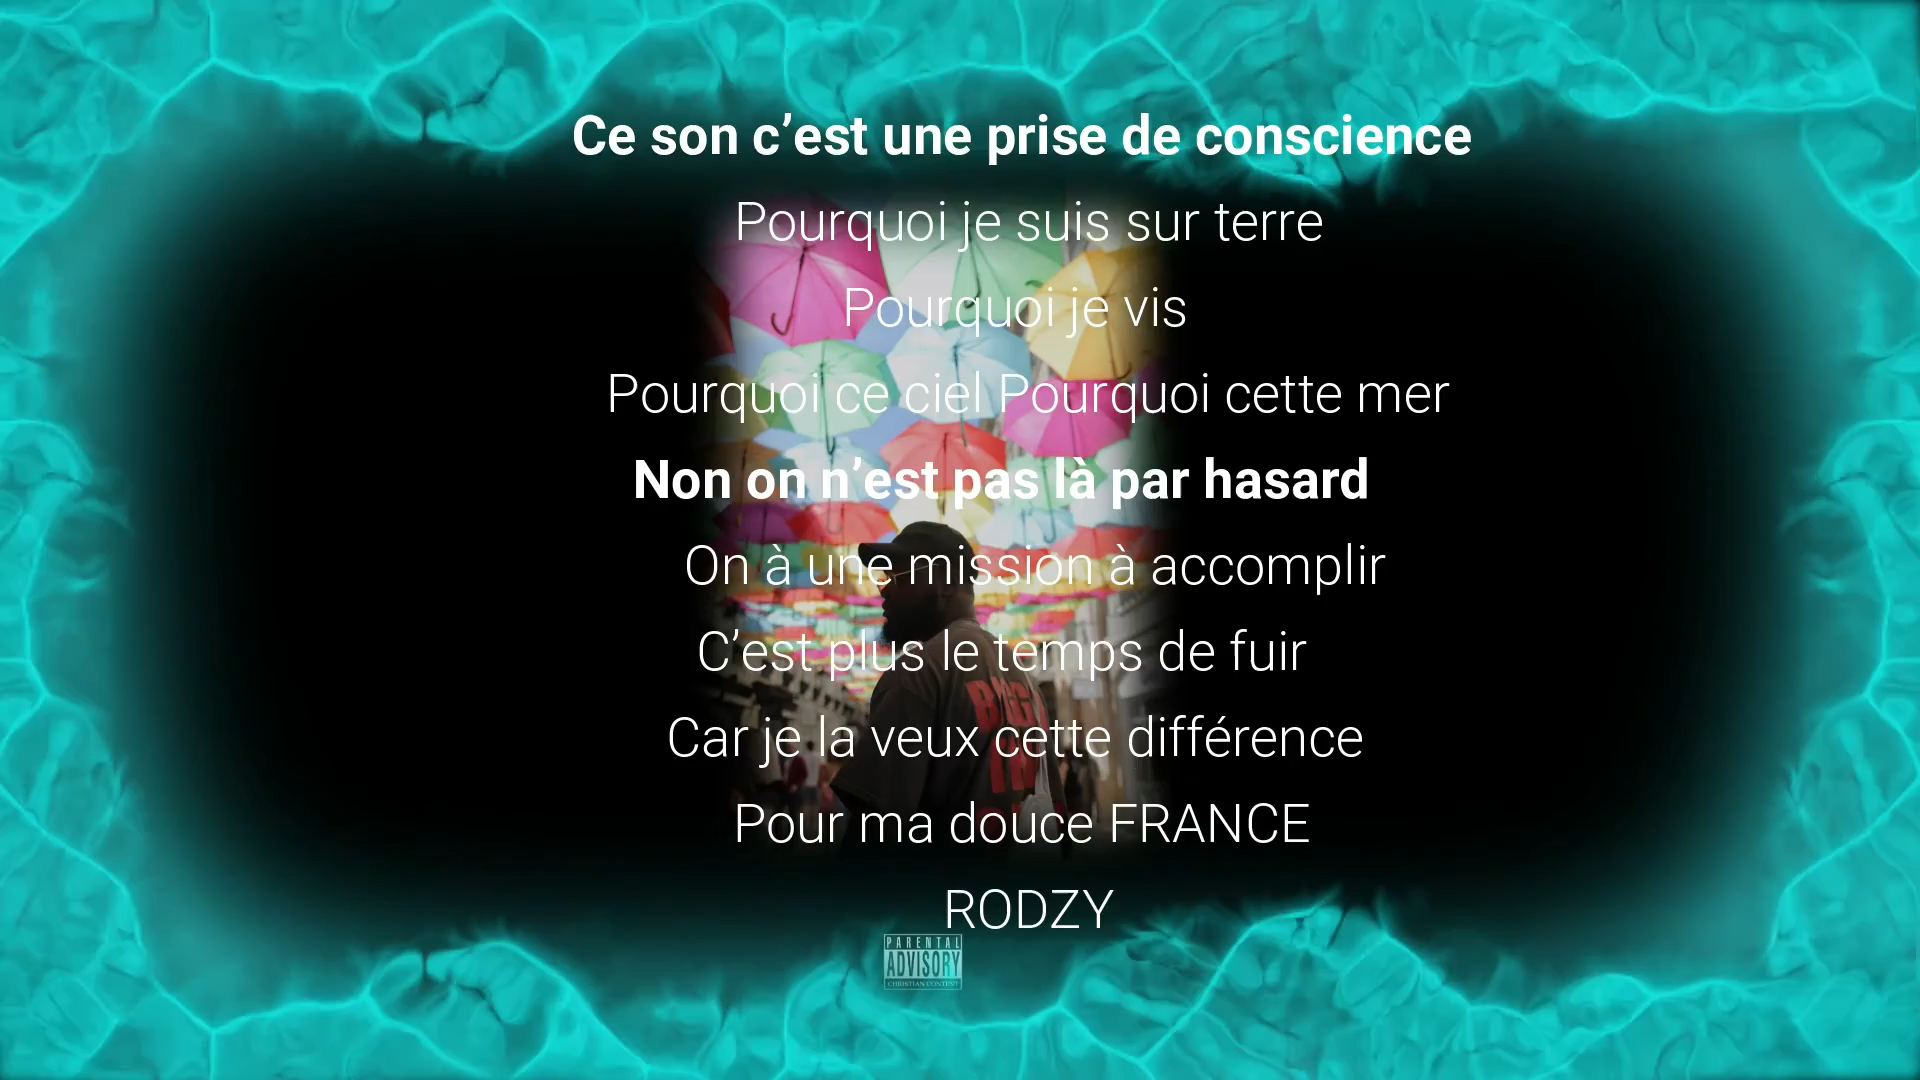 Ce son c’est une prise de conscience
Pourquoi je suis sur terre
Pourquoi je vis
Pourquoi ce ciel Pourquoi cette mer
Non on n’est pas là par hasard
On à une mission à accomplir
C’est plus le temps de fuir
Car je la veux cette différence
Pour ma douce FRANCE
RODZY
PARENTAL
ADVISORY
CHRISTIAN CONTENT